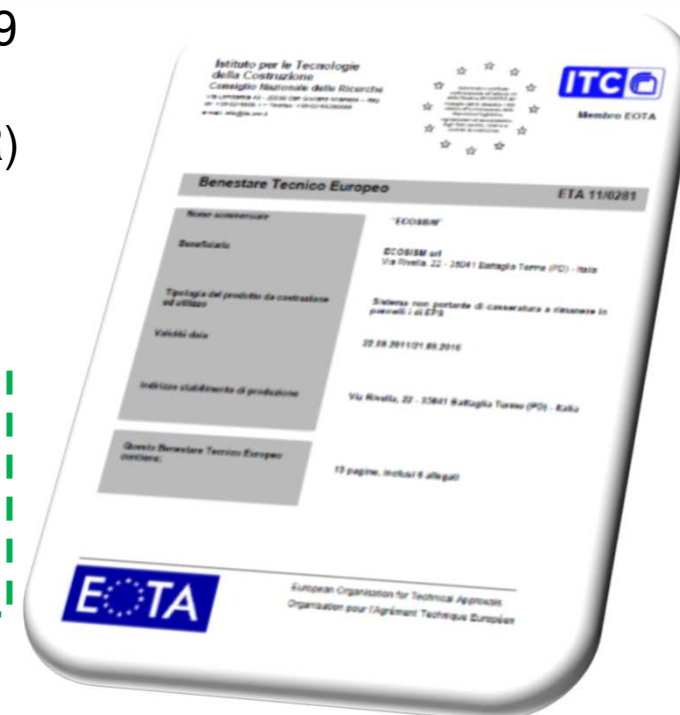 9
R)
Istituto per le Tecnologie
della Costruzione
Consiglio Nazionale delle Ricerche
ITC
Membro EOTA
Benestare Tecnico Europeo ETA 11/0281
Nome commerciale "ECOSISM"
Beneficiario ECOSISM srl
Via Rivella, 22 - 35041 Battaglia Terme (PD) - Italia
Tipologia del prodotto da costruzione
ed utilizzo
Sistema non portante di casseratura a rimanere in
pannelli di EPS
Validità dal/a 22.09.2011/21.09.2016
Indirizzo stabilimento di produzione Via Rivella, 22 - 35041 Battaglia Terme (PD) - Italia
Questo Benestare Tecnico Europeo
contiene:
13 pagine, inclusi 6 allegati
EOTA
European Organisation for Technical Approvals
Organisation pour l'Agrément Technique Européen